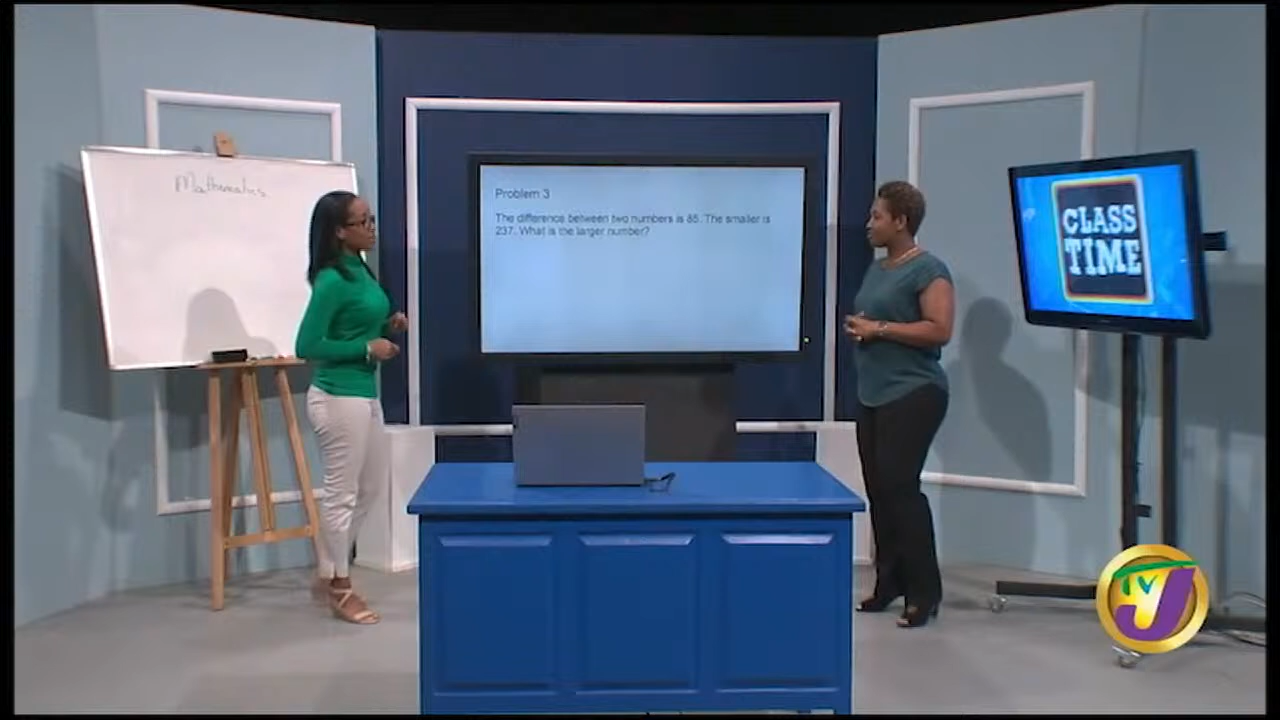 Mathematics
Problem 3
The difference between two numbers is 85. The smaller is
237. What is the larger number?
CLASS
TIME
TVJ